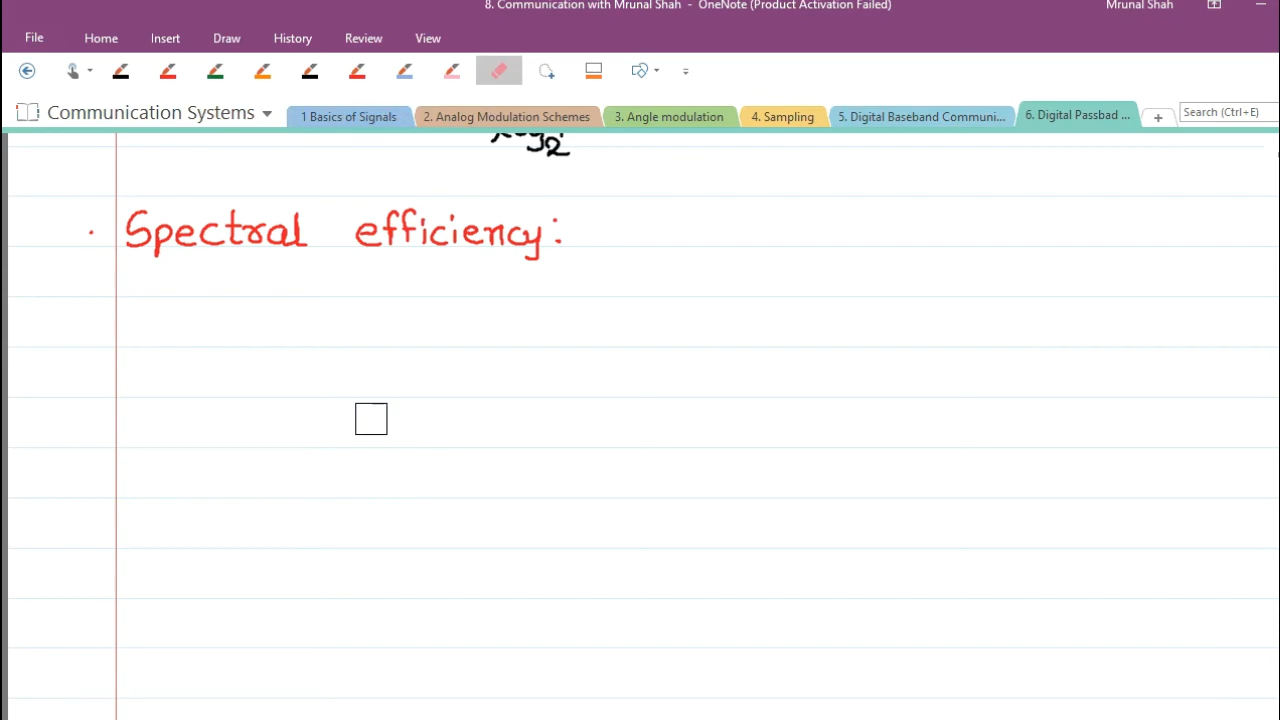 8. Communication with Mrunal Shah - OneNote (Product Activation Failed)
Mrunal Shah
File Home Insert Draw History Review View
Communication Systems
1 Basics of Signals
2. Analog Modulation Schemes
3. Angle modulation
4. Sampling
5. Digital Baseband Communi...
6. Digital Passbad ...
Search (Ctrl+E)
· Spectral efficiency: